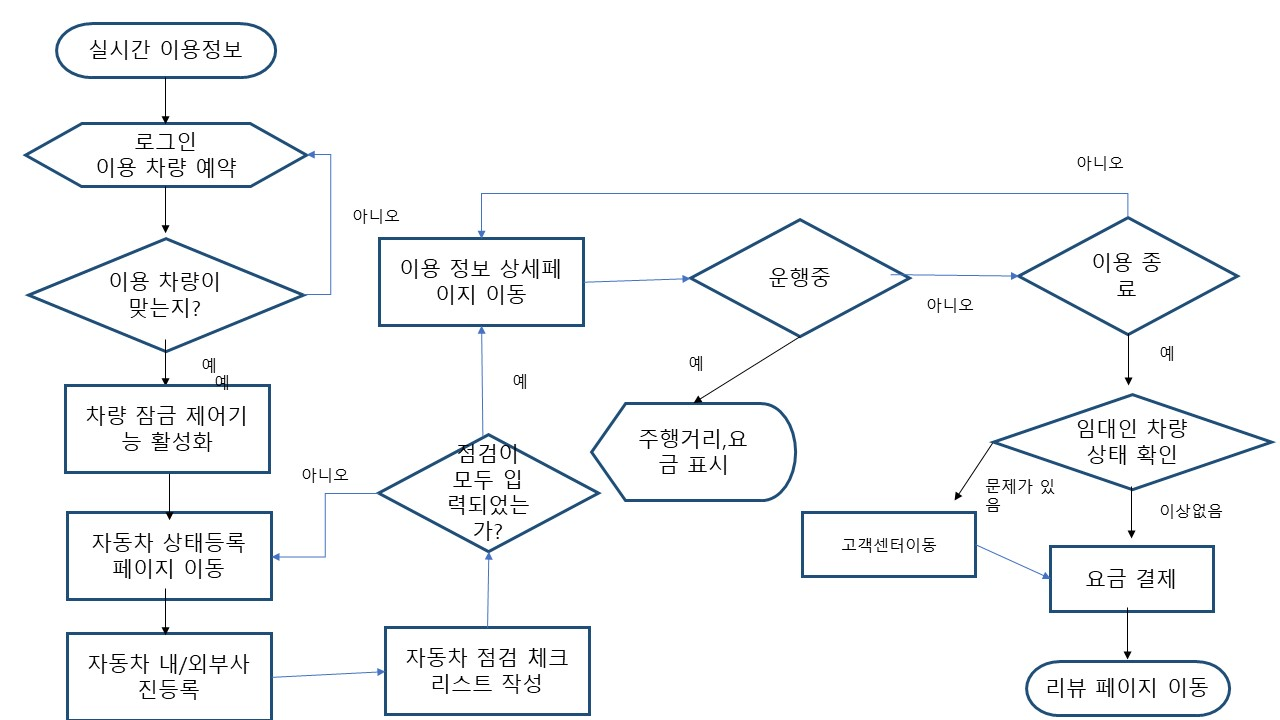 실시간 이용정보
로그인
이용 차량 예약
아니오
이용 차량이
맞는지?
예
예
차량 잠금 제어기
능 활성화
자동차 상태등록
페이지 이동
자동차 내/외부사
진등록
자동차 점검 체크
리스트 작성
아니오
점검이
모두 입
력되었는
가?
예
이용 정보 상세페
이지 이동
운행중
예
주행거리,요
금 표시
아니오
아니오
이용 종
료
예
임대인 차량
상태 확인
문제가 있
음
고객센터이동
이상없음
요금 결제
리뷰 페이지 이동